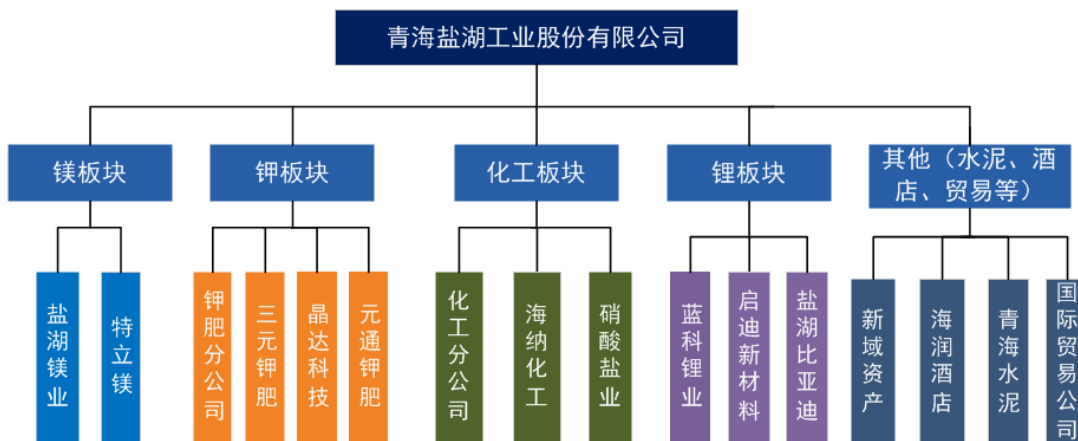 青海盐湖工业股份有限公司
镁板块
钾板块
化工板块
锂板块
其他（水泥、酒
店、贸易等）
盐湖镁业
特立镁
钾肥分公司
三元钾肥
晶达科技
元通钾肥
化工分公司
海纳化工
硝酸盐业
蓝科锂业
启迪新材料
盐湖比亚迪
新域资产
海润酒店
青海水泥
国际贸易公司